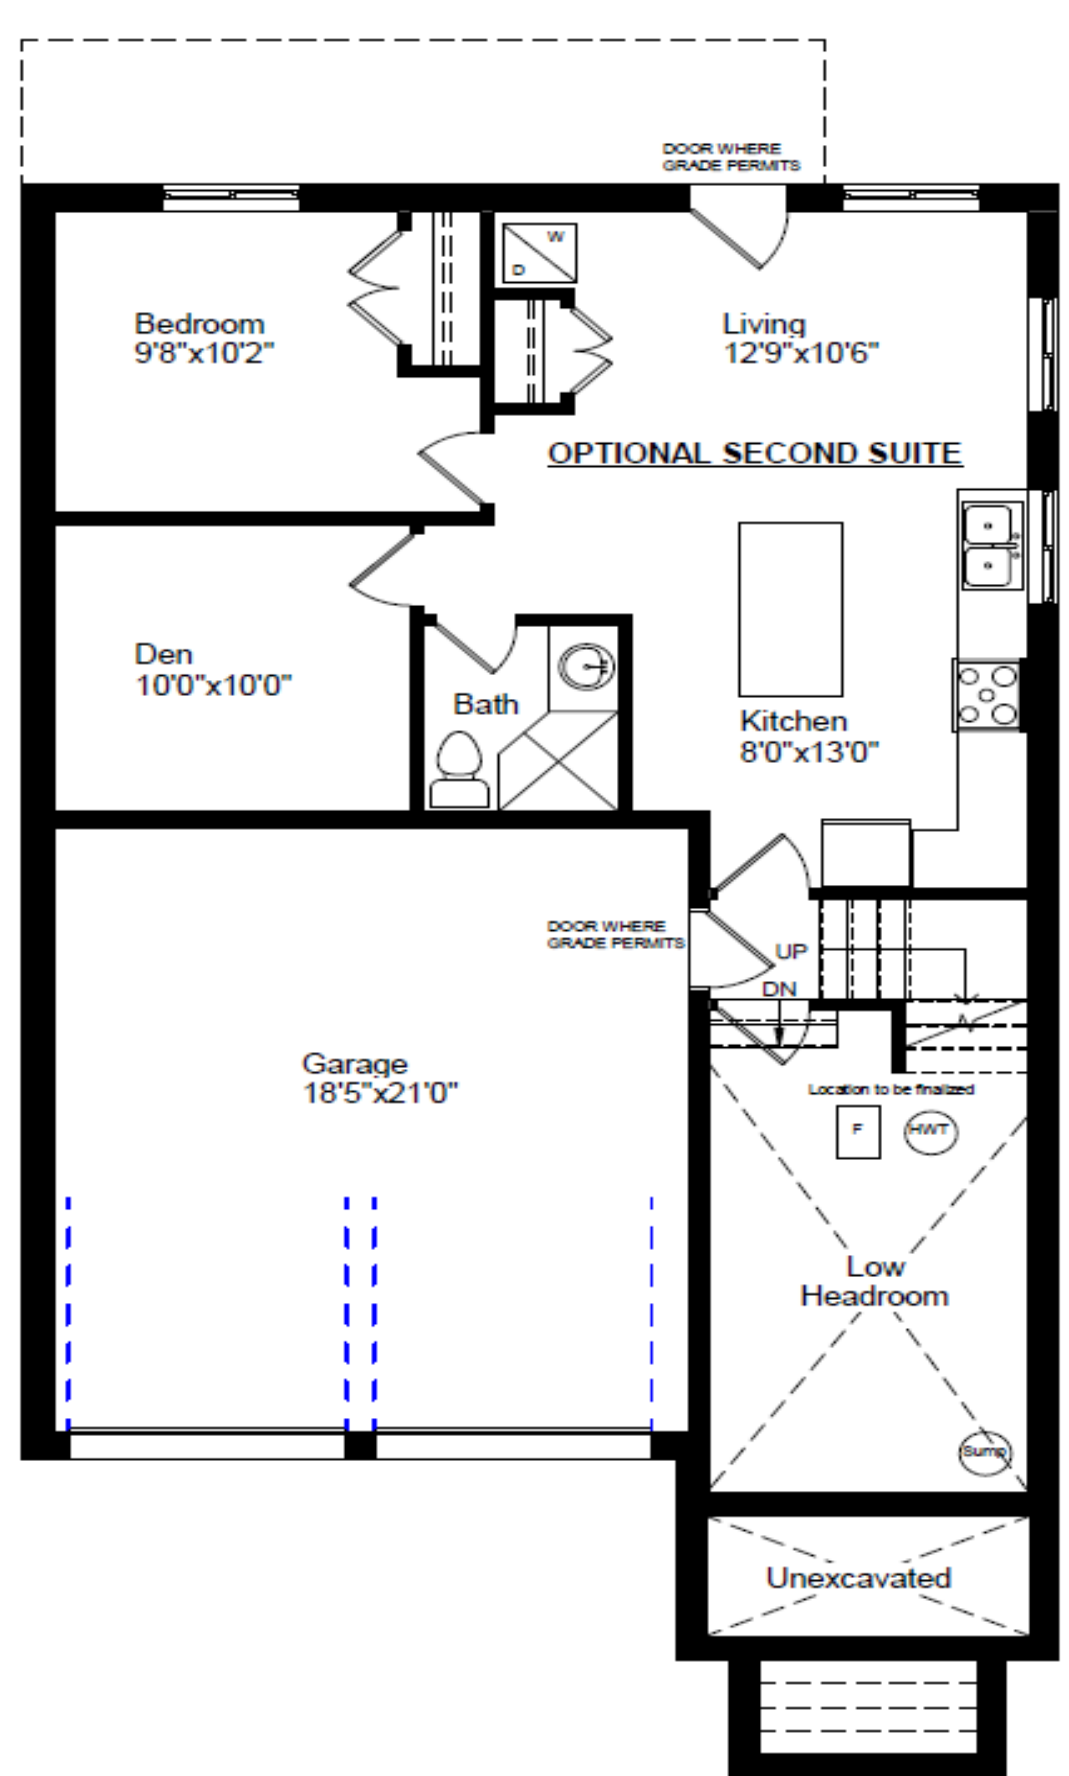 DOOR WHERE
GRADE PERMITS
W
D
Bedroom
9'8"x10'2"
Living
12'9"x10'6"
OPTIONAL SECOND SUITE
Den
10'0"x10'0"
Bath
Kitchen
8'0"x13'0"
DOOR WHERE
GRADE PERMITS
UP
DN
Garage
18'5"x21'0"
Location to be finalized
F
HWT
Low
Headroom
Sump
Unexcavated